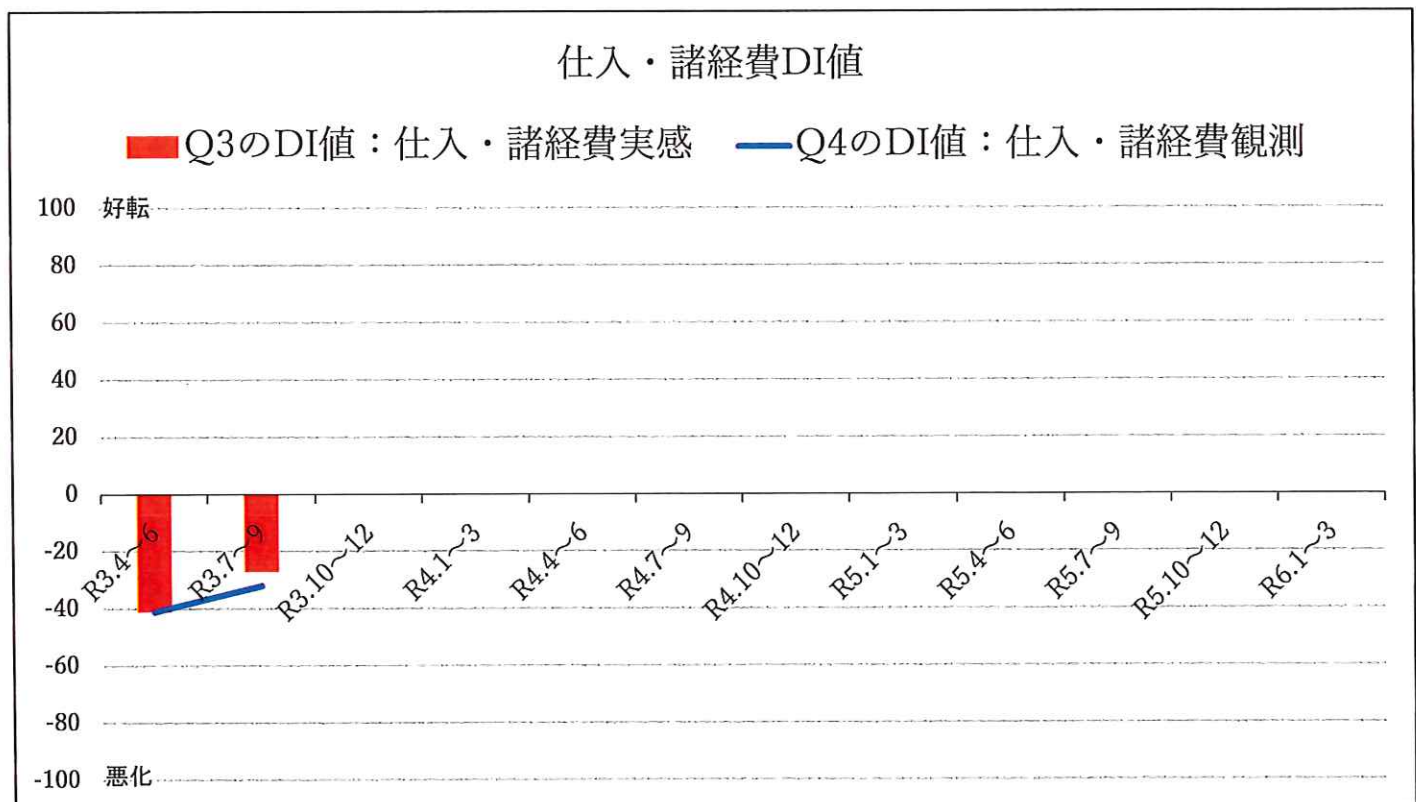 仕入・諸経費DI値
Q3のDI値：仕入・諸経費実感 Q4のDI値：仕入・諸経費観測
100 好転
80
60
40
20
0
-20
-40
-60
-80
-100 悪化
R3.4～6
R3.7～9
R3.10～12
R4.1～3
R4.4～6
R4.7～9
R4.10～12
R5.1～3
R5.4～6
R5.7～9
R5.10～12
R6.1～3